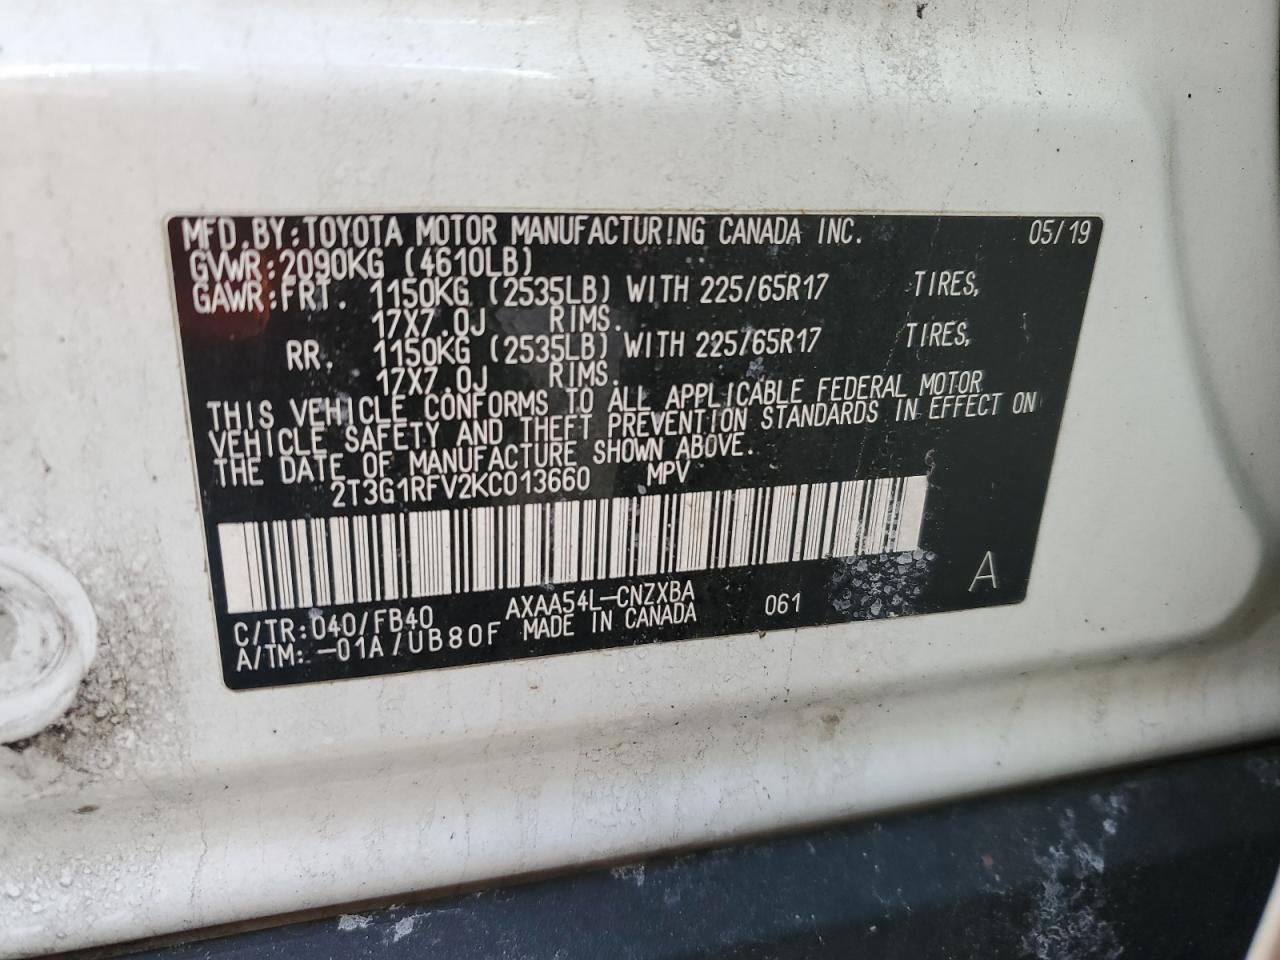 MFD. BY: TOYOTA MOTOR MANUFACTURING CANADA INC. 05/19
GVWR: 2090KG (4610LB)
GAWR: FRT. 1150KG (2535LB) WITH 225/65R17 TIRES,
17X7.0J RIMS.
RR. 1150KG (2535LB) WITH 225/65R17 TIRES,
17X7.0J RIMS.
THIS VEHICLE CONFORMS TO ALL APPLICABLE FEDERAL MOTOR
VEHICLE SAFETY AND THEFT PREVENTION STANDARDS IN EFFECT ON
THE DATE OF MANUFACTURE SHOWN ABOVE.
2T3G1RFV2KC013660 MPV
C/TR: 040/FB40 AXAA54L-CNZXBA 061 A
A/TM: -01A/UB80F MADE IN CANADA